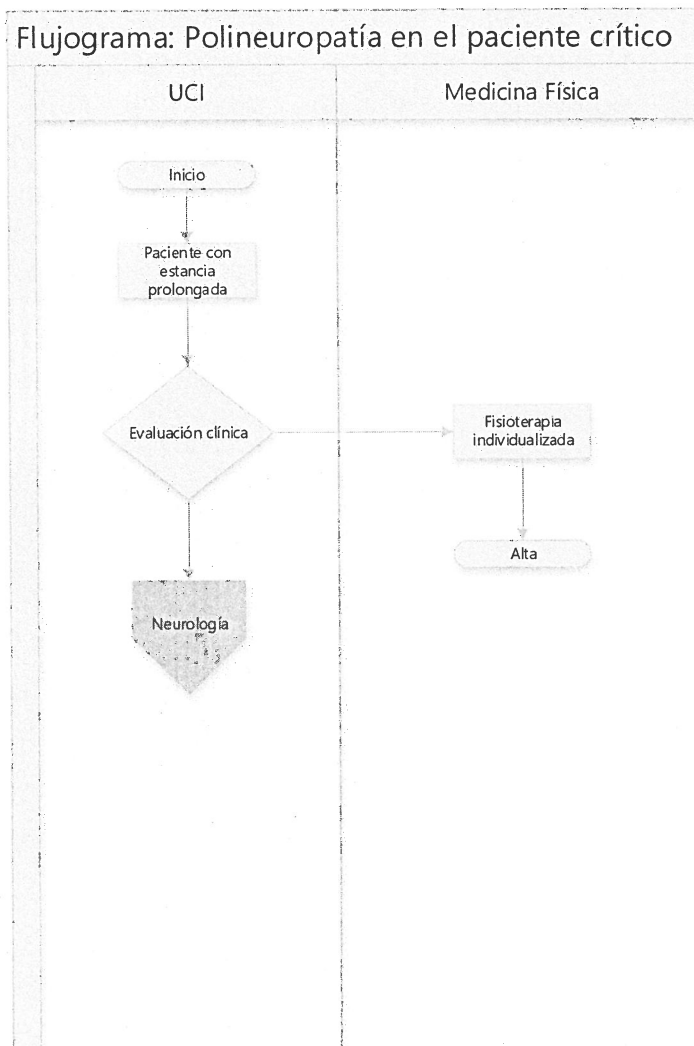 Flujograma: Polineuropatía en el paciente crítico
UCI
Medicina Física
Inicio
Paciente con
estancia
prolongada
Evaluación clínica
Fisioterapia
individualizada
Alta
Neurología